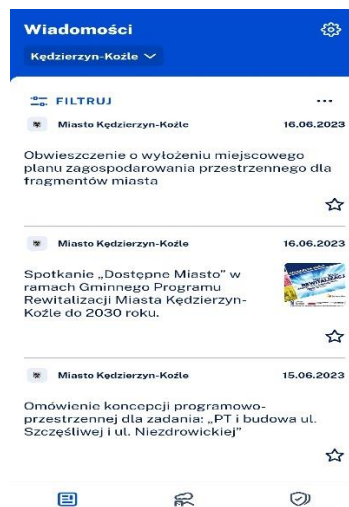 Wiadomości
Kędzierzyn-Koźle
FILTRUJ
Miasto Kędzierzyn-Koźle 16.06.2023
Obwieszczenie o wyłożeniu miejscowego
planu zagospodarowania przestrzennego dla
fragmentów miasta
Miasto Kędzierzyn-Koźle 16.06.2023
Spotkanie „Dostępne Miasto” w
ramach Gminnego Programu
Rewitalizacji Miasta Kędzierzyn-
Koźle do 2030 roku.
Miasto Kędzierzyn-Koźle 15.06.2023
Omówienie koncepcji programowo-
przestrzennej dla zadania: „PT i budowa ul.
Szczęśliwej i ul. Niezdrowickiej”